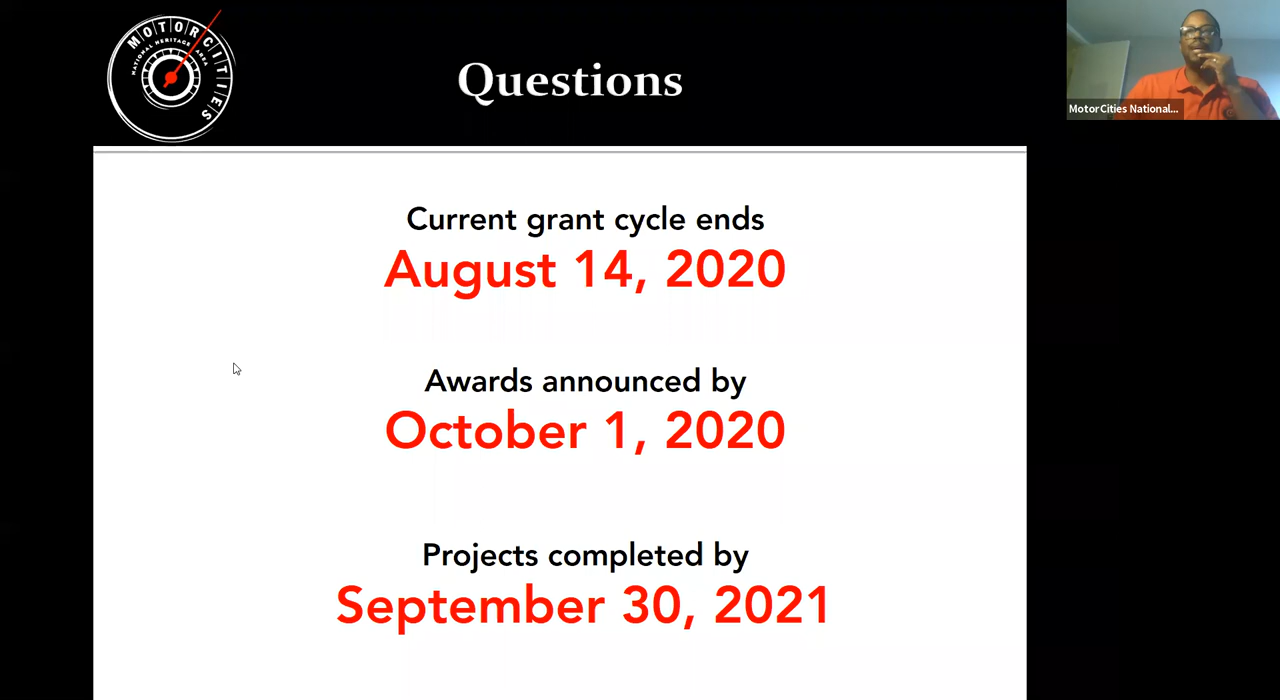 MOTORCITIES
NATIONAL HERITAGE AREA
Questions
MotorCities National...
Current grant cycle ends
August 14, 2020
Awards announced by
October 1, 2020
Projects completed by
September 30, 2021